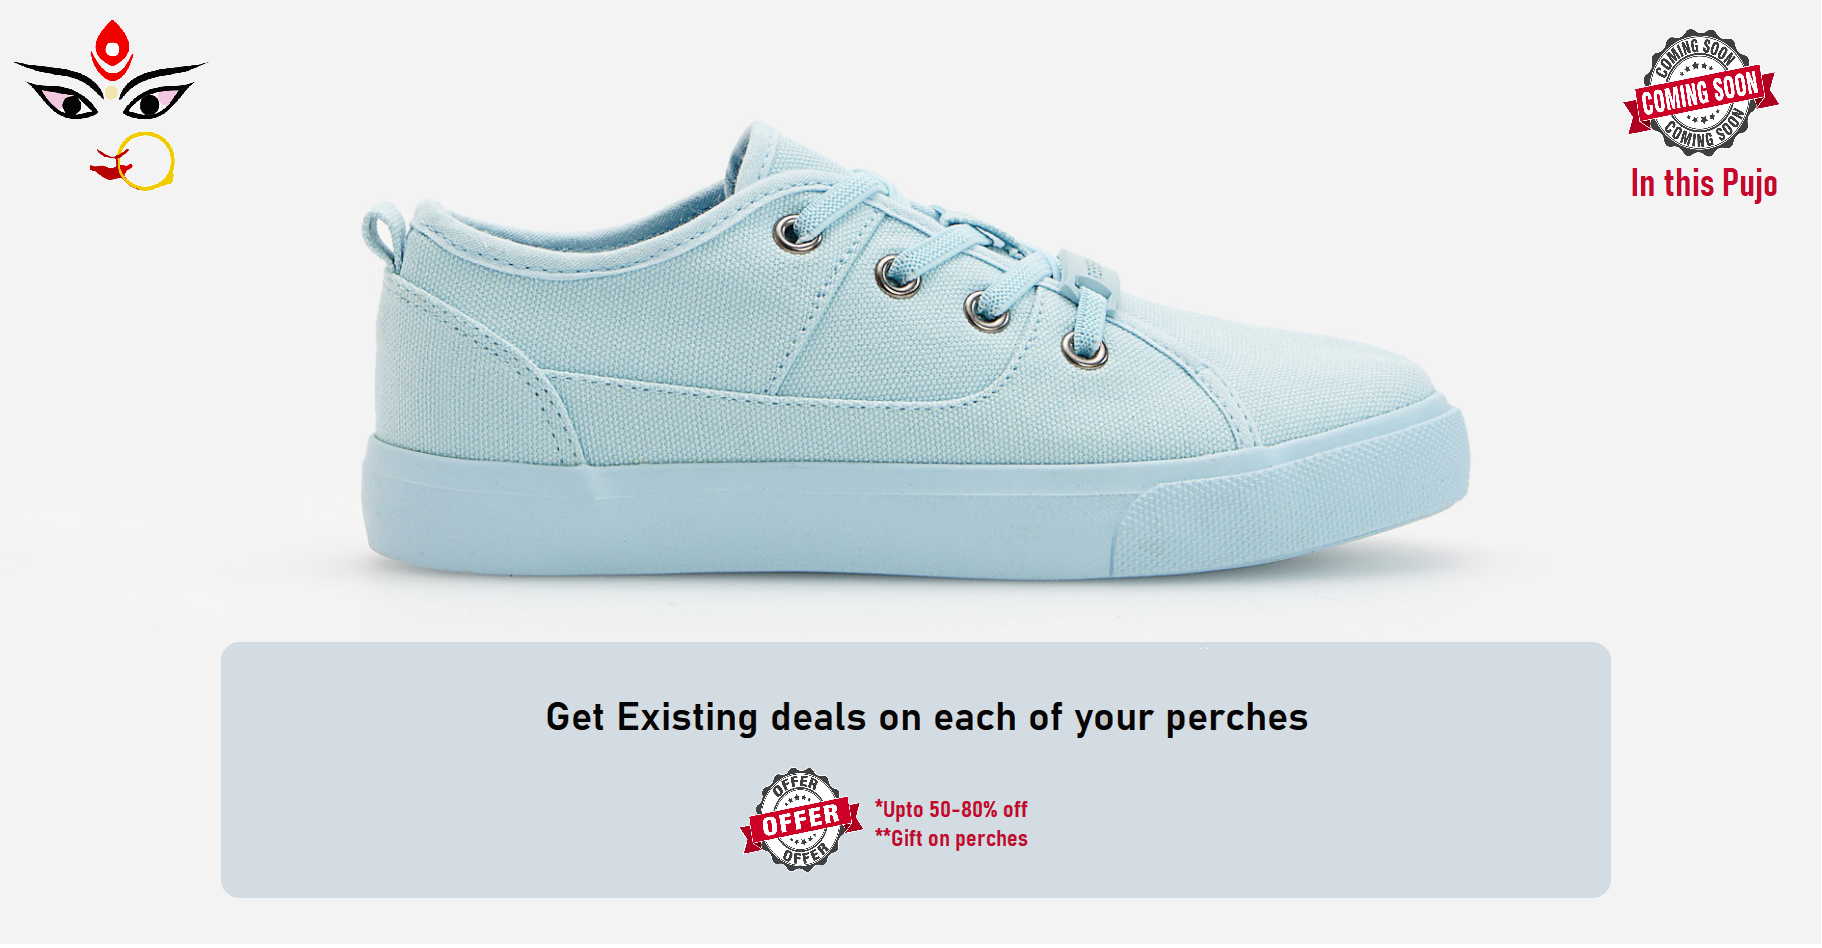 COMING SOON
COMING SOON
COMING SOON
In this Pujo
Get Existing deals on each of your perches
OFFER
OFFER
OFFER
*Upto 50-80% off
**Gift on perches